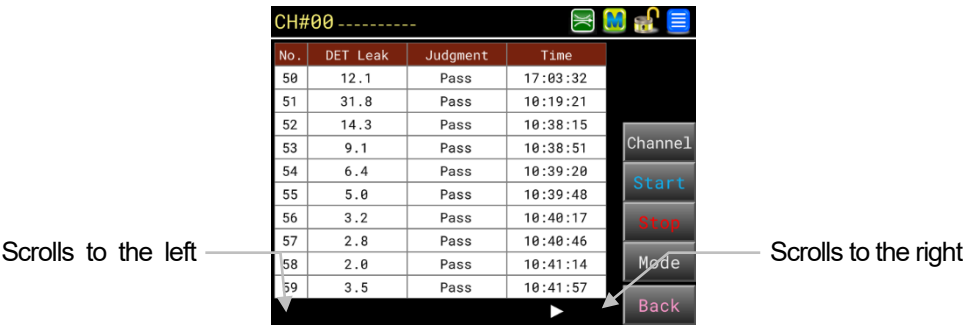 CH#00 ----------
M
No. DET Leak Judgment Time
50 12.1 Pass 17:03:32
51 31.8 Pass 10:19:21
52 14.3 Pass 10:38:15
53 9.1 Pass 10:38:51
54 6.4 Pass 10:39:20
55 5.0 Pass 10:39:48
56 3.2 Pass 10:40:17
57 2.8 Pass 10:40:46
58 2.0 Pass 10:41:14
59 3.5 Pass 10:41:57
Channel
Start
Stop
Mode
Back
Scrolls to the left
Scrolls to the right